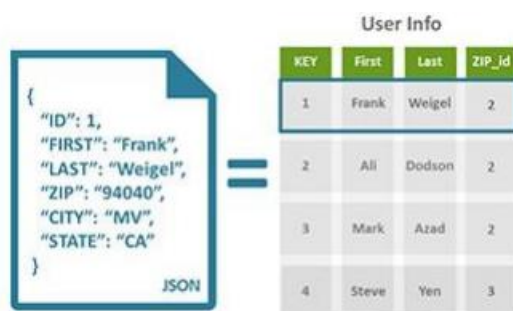 {
"ID": 1,
"FIRST": "Frank",
"LAST": "Weigel",
"ZIP": "94040",
"CITY": "MV",
"STATE": "CA"
}
JSON
=
User Info
KEY First Last ZIP_id
1 Frank Weigel 2
2 Ali Dodson 2
3 Mark Azad 2
4 Steve Yen 3